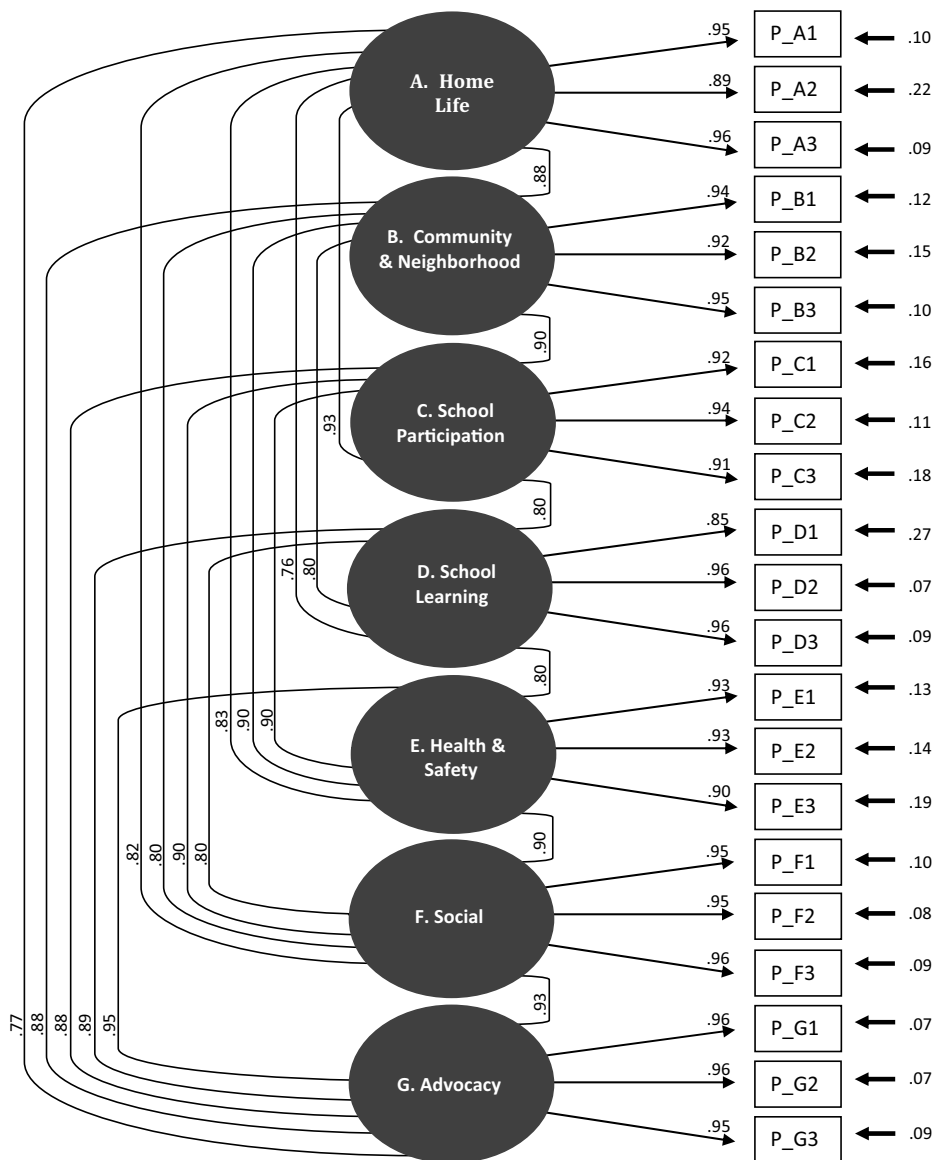 .95
P_A1
.10
A. Home
Life
.89
P_A2
.22
.96
P_A3
.09
.88
.94
P_B1
.12
B. Community
& Neighborhood
.92
P_B2
.15
.95
P_B3
.10
.90
.92
P_C1
.16
C. School
Participation
.93
.94
P_C2
.11
.91
P_C3
.18
.80
.85
P_D1
.27
D. School
Learning
.76
.80
.96
P_D2
.07
.96
P_D3
.09
.80
.93
P_E1
.13
E. Health &
Safety
.83
.90
.90
.93
P_E2
.14
.90
P_E3
.19
.90
.82
.80
.90
.80
.95
P_F1
.10
F. Social
.95
P_F2
.08
.96
P_F3
.09
.93
.77
.88
.88
.89
.95
.96
P_G1
.07
G. Advocacy
.96
P_G2
.07
.95
P_G3
.09